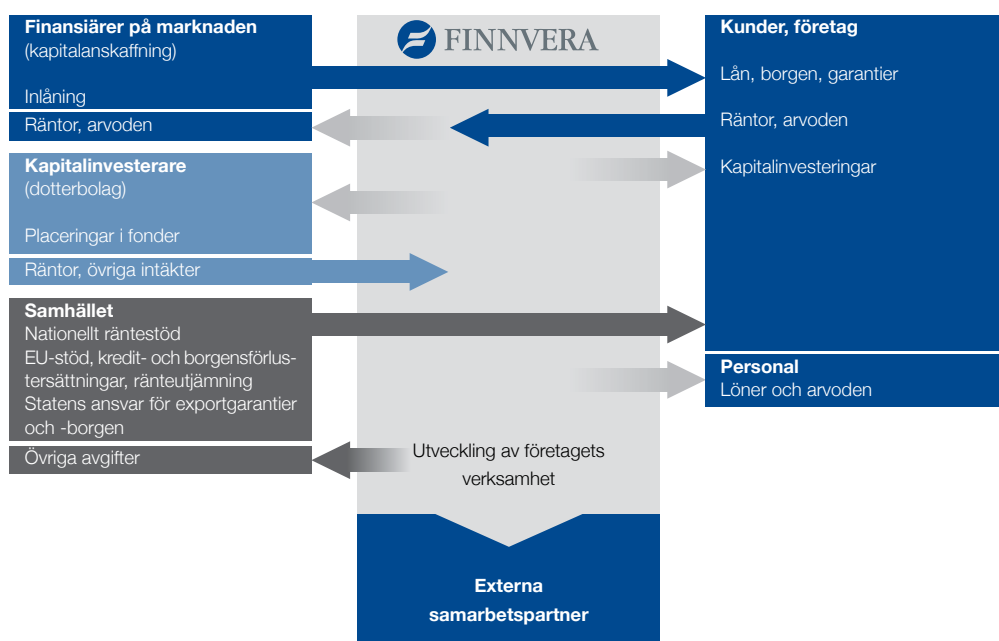 Finansiärer på marknaden
(kapitalanskaffning)
Inlåning
Räntor, arvoden
Kapitalinvesterare
(dotterbolag)
Placeringar i fonder
Räntor, övriga intäkter
Samhället
Nationellt räntestöd
EU-stöd, kredit- och borgensförlus-
tersättningar, ränteutjämning
Statens ansvar för exportgarantier
och -borgen
Övriga avgifter
FINNVERA
Utveckling av företagets
verksamhet
Externa
samarbetspartner
Kunder, företag
Lån, borgen, garantier
Räntor, arvoden
Kapitalinvesteringar
Personal
Löner och arvoden